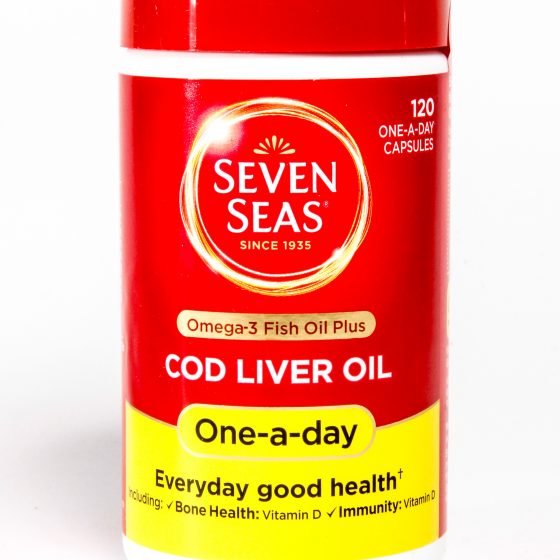 120
ONE-A-DAY
CAPSULES
SEVEN
SEAS®
SINCE 1935
Omega-3 Fish Oil Plus
COD LIVER OIL
One-a-day
Everyday good health†
including: ✓ Bone Health: Vitamin D ✓ Immunity: Vitamin D